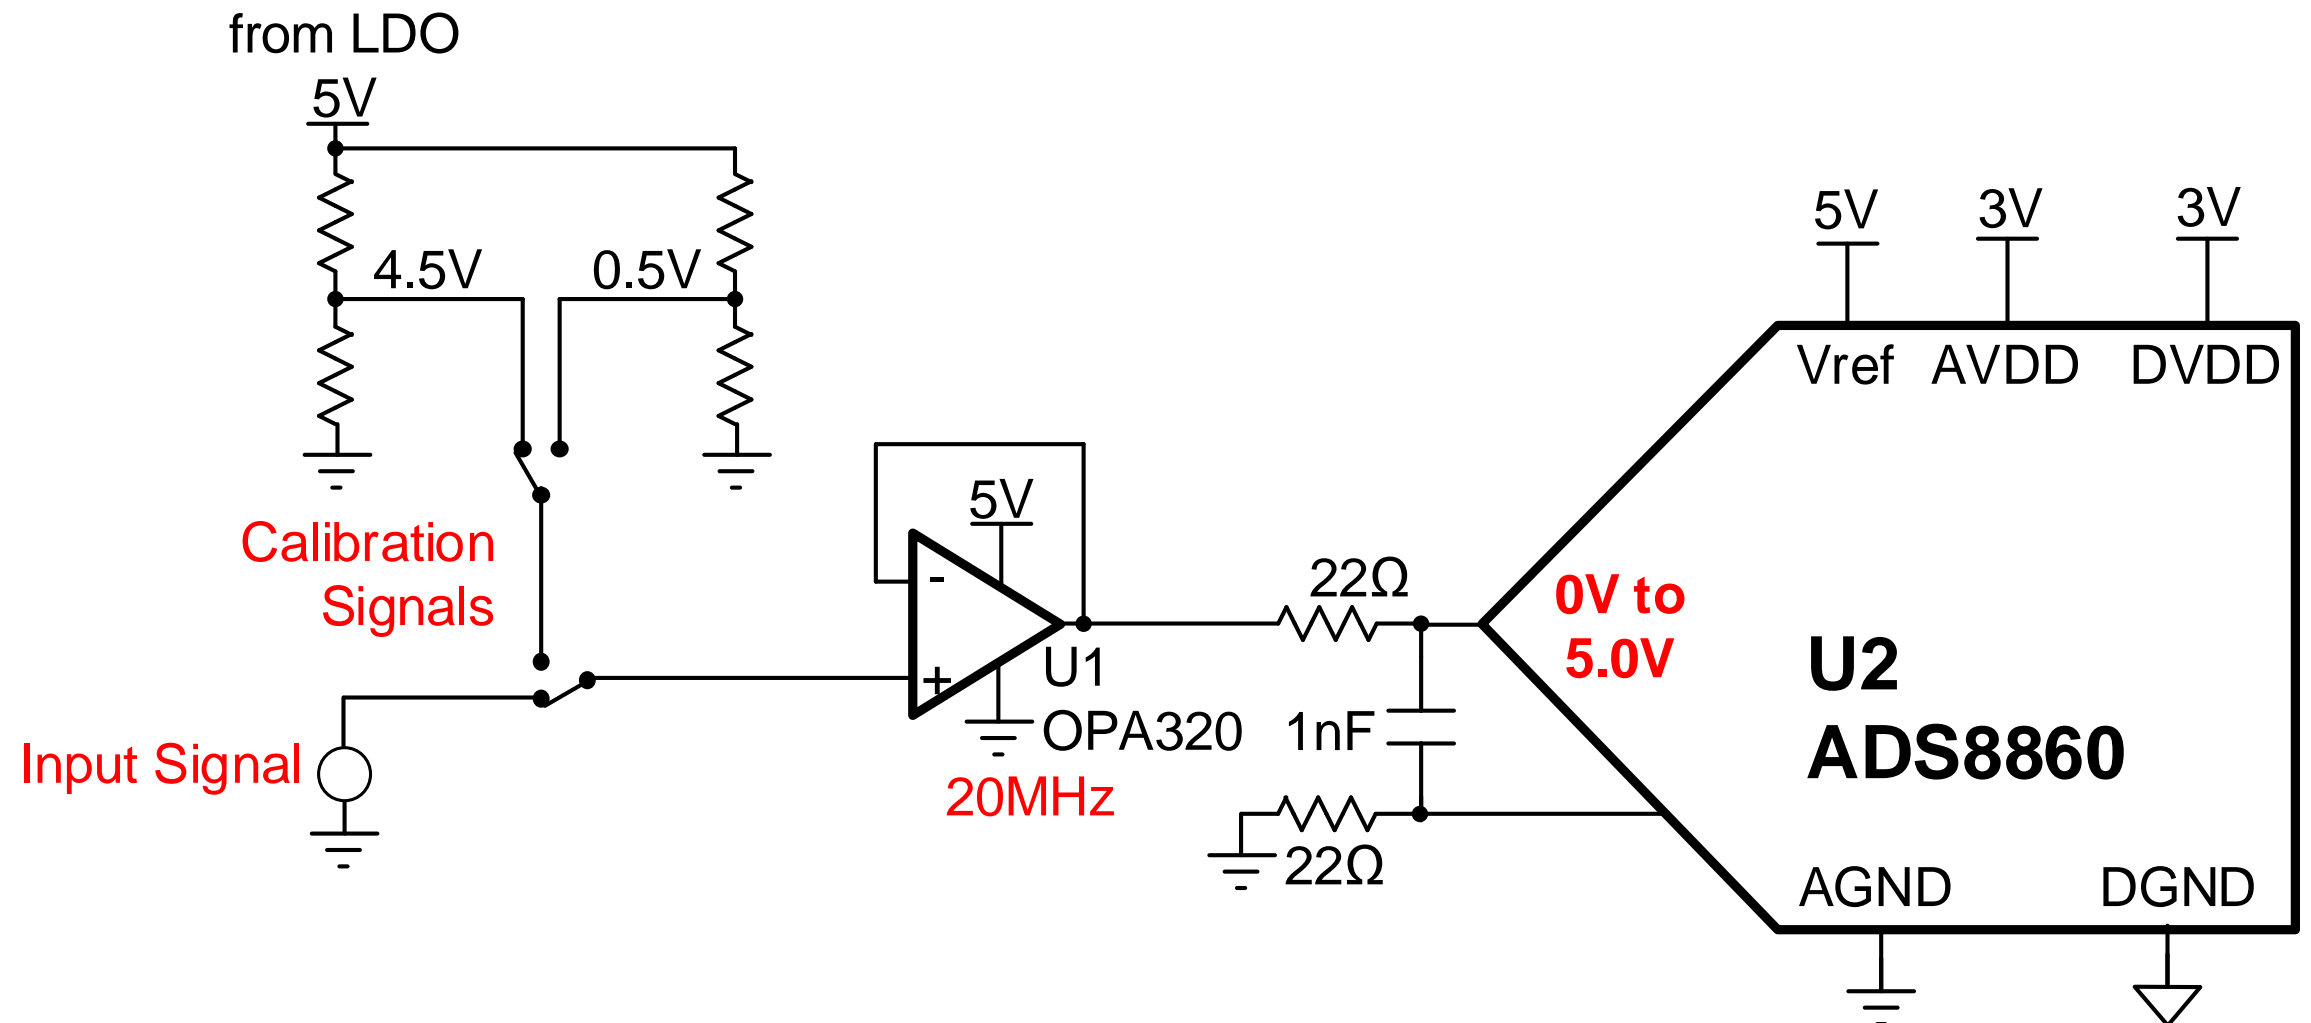 from LDO
5V
4.5V
0.5V
Calibration
Signals
Input Signal
5V
-
+
U1
OPA320
20MHz
22Ω
1nF
22Ω
5V
3V
3V
Vref
AVDD
DVDD
0V to
5.0V
U2
ADS8860
AGND
DGND